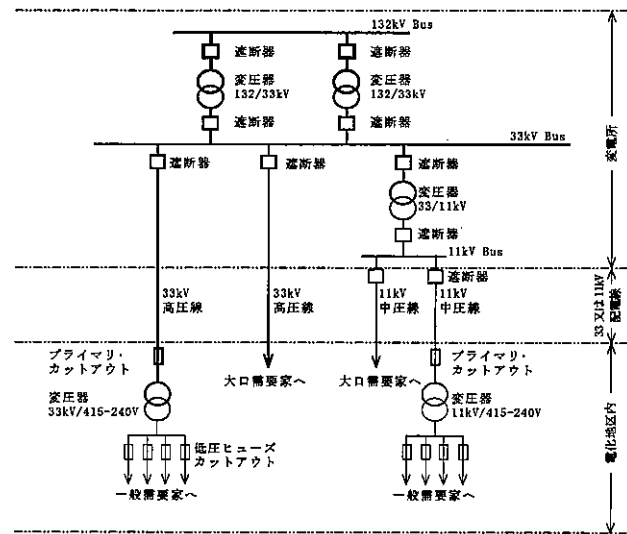 132kV Bus
遮断器
遮断器
変圧器
132/33kV
変圧器
132/33kV
遮断器
遮断器
33kV Bus
遮断器
遮断器
遮断器
変圧器
33/11kV
遮断器
11kV Bus
変電所
遮断器
33kV
高圧線
33kV
高圧線
11kV
中圧線
11kV
中圧線
33又は11kV
配電線
プライマリ・
カットアウト
大口需要家へ
大口需要家へ
プライマリ・
カットアウト
変圧器
33kV/415-240V
変圧器
11kV/415-240V
低圧ヒューズ
カットアウト
一般需要家へ
一般需要家へ
電化地区内